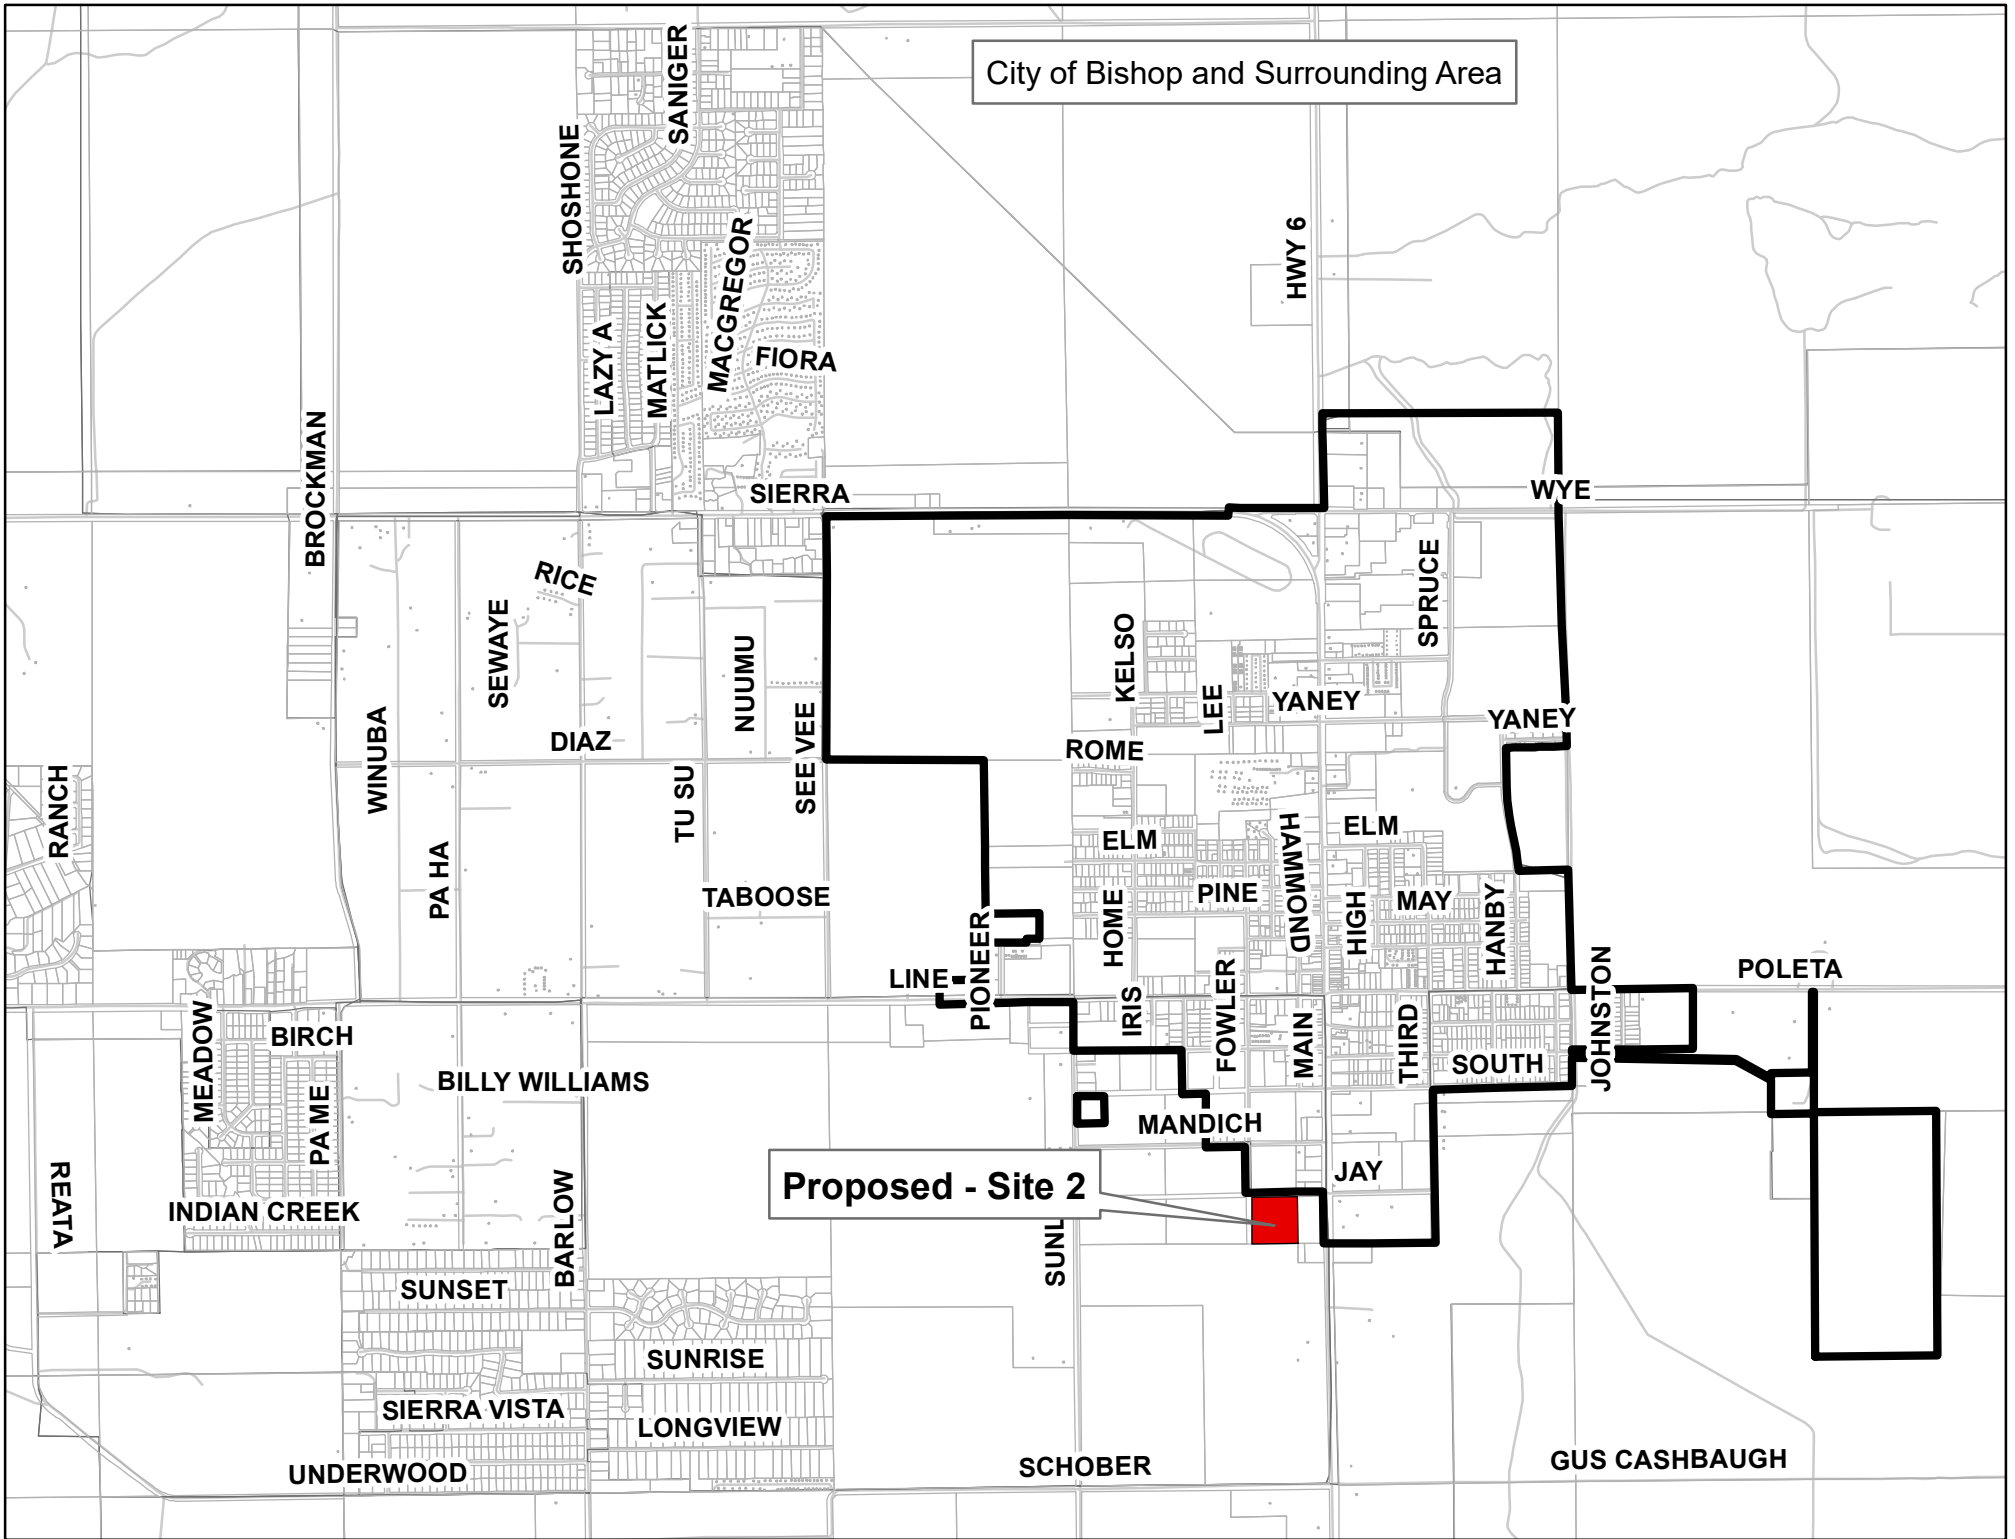 City of Bishop and Surrounding Area
SANIGER
SHOSHONE
HWY 6
MACGREGOR
LAZY A
MATLICK
FIORA
BROCKMAN
SIERRA
WYE
RICE
SPRUCE
SEWAYE
KELSO
NUUMU
LEE
YANEY
YANEY
WINUBA
DIAZ
SEE VEE
ROME
RANCH
TU SU
ELM
HAMMOND
ELM
PA HA
TABOOSE
PINE
MAY
HIGH
HANBY
HOME
PIONEER
LINE
JOHNSTON
POLETA
IRIS
FOWLER
MAIN
THIRD
SOUTH
MEADOW
BIRCH
BILLY WILLIAMS
PA ME
MANDICH
JAY
Proposed - Site 2
REATA
INDIAN CREEK
BARLOW
SUNSET
SUNRISE
SIERRA VISTA
LONGVIEW
UNDERWOOD
SCHOBER
GUS CASHBAUGH